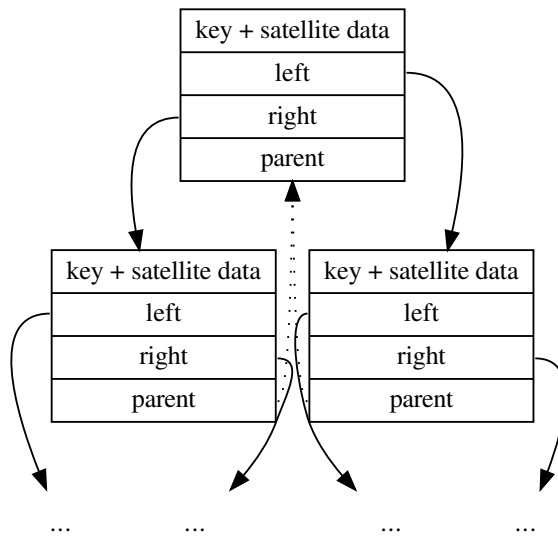 key + satellite data
left
right
parent
key + satellite data
left
right
parent
key + satellite data
left
right
parent
... ... ... ...